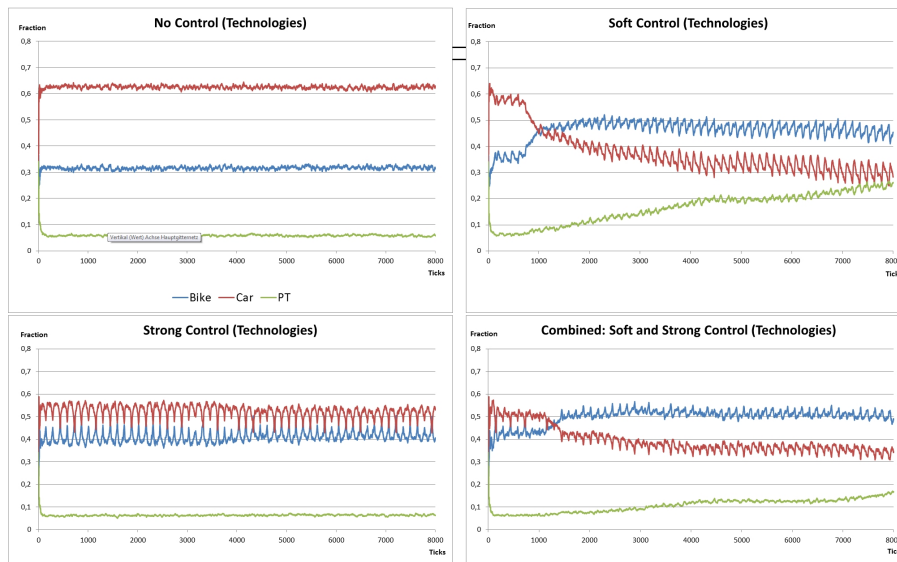 No Control (Technologies)
Fraction
0,8
0,7
0,6
0,5
0,4
0,3
0,2
0,1
0
Vertikal (Wert) Achse Hauptgitternetz
0 1000 2000 3000 4000 5000 6000 7000 8000
Ticks
Bike Car PT
Soft Control (Technologies)
Fraction
0,8
0,7
0,6
0,5
0,4
0,3
0,2
0,1
0
0 1000 2000 3000 4000 5000 6000 7000 8000
Ticks
Strong Control (Technologies)
Fraction
0,8
0,7
0,6
0,5
0,4
0,3
0,2
0,1
0
0 1000 2000 3000 4000 5000 6000 7000 8000
Ticks
Combined: Soft and Strong Control (Technologies)
Fraction
0,8
0,7
0,6
0,5
0,4
0,3
0,2
0,1
0
0 1000 2000 3000 4000 5000 6000 7000 8000
Ticks